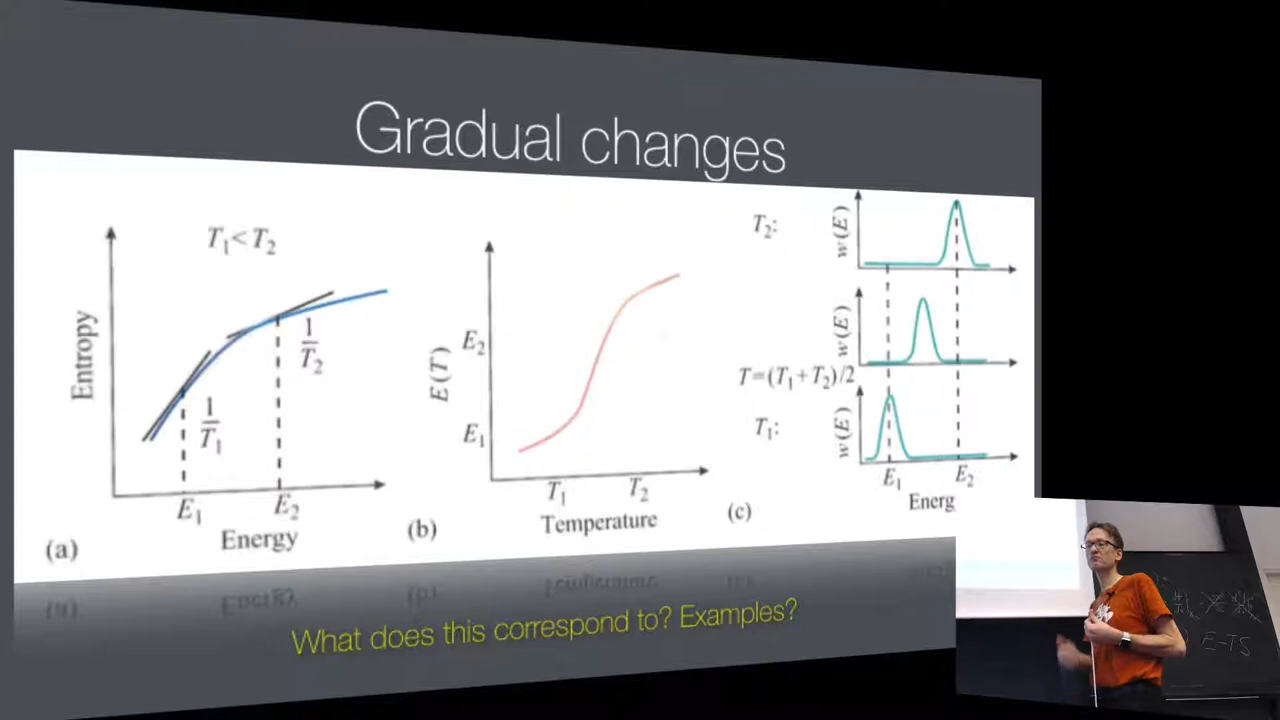 Gradual changes
T₁<T₂
Entropy
1
T₂
1
T₁
E₁
E₂
Energy
(a)
E(T)
E₂
E₁
T₁
T₂
Temperature
(b)
T₂:
w(E)
w(E)
T=(T₁+T₂)/2
T₁:
w(E)
E₁
E₂
Energ
(c)
What does this correspond to? Examples?
E-TS